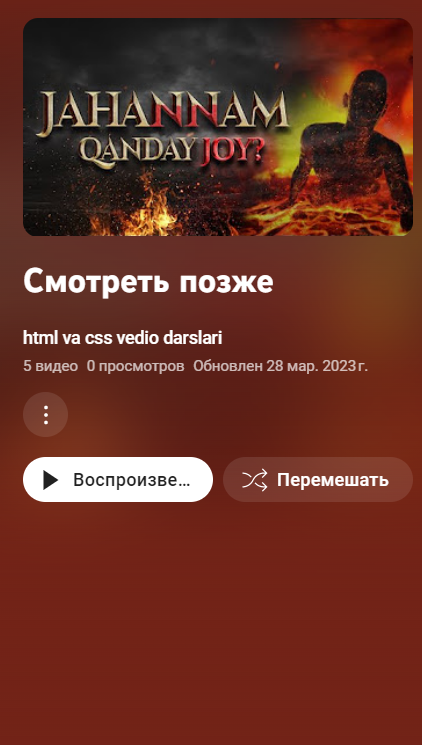 JAHANNAM
QANDAY JOY?
Смотреть позже
html va css vedio darslari
5 видео 0 просмотров Обновлен 28 мар. 2023 г.
Воспроизве... Перемешать